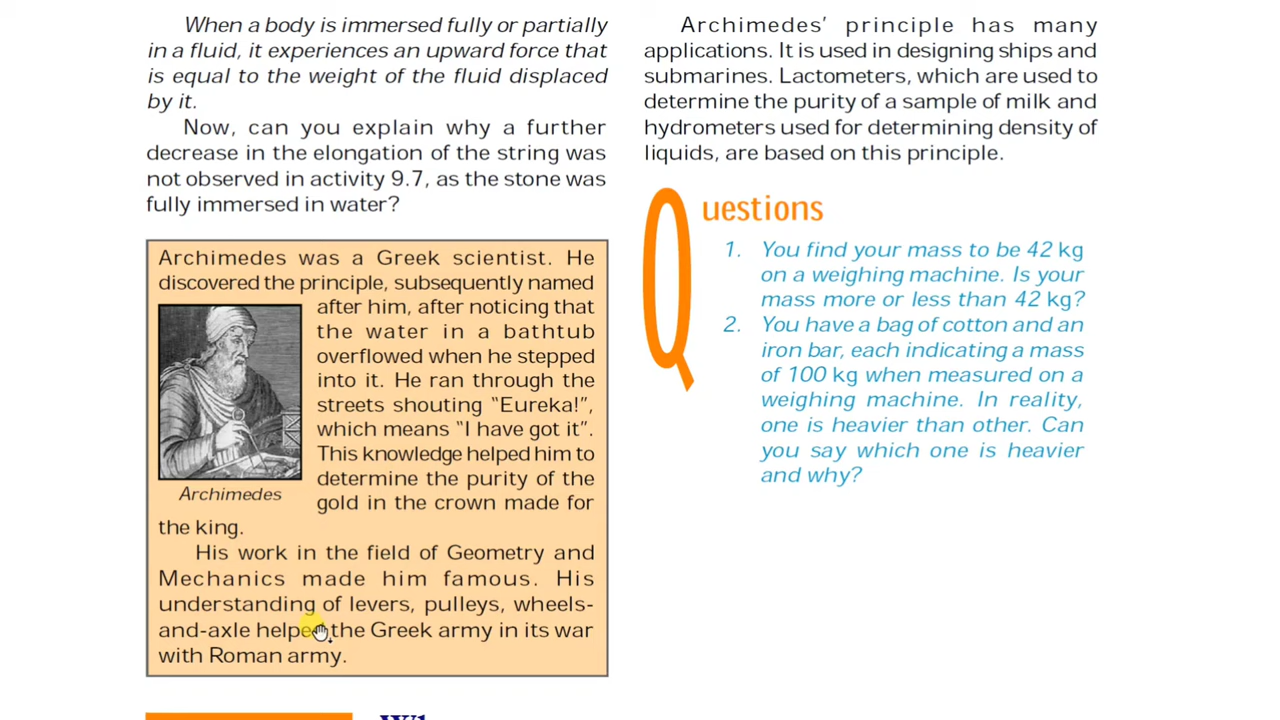 When a body is immersed fully or partially
in a fluid, it experiences an upward force that
is equal to the weight of the fluid displaced
by it.
Now, can you explain why a further
decrease in the elongation of the string was
not observed in activity 9.7, as the stone was
fully immersed in water?
Archimedes was a Greek scientist. He
discovered the principle, subsequently named
after him, after noticing that
the water in a bathtub
overflowed when he stepped
into it. He ran through the
streets shouting “Eureka!”,
which means “I have got it”.
This knowledge helped him to
determine the purity of the
gold in the crown made for
the king.
Archimedes
His work in the field of Geometry and
Mechanics made him famous. His
understanding of levers, pulleys, wheels-
and-axle helped the Greek army in its war
with Roman army.
Archimedes’ principle has many
applications. It is used in designing ships and
submarines. Lactometers, which are used to
determine the purity of a sample of milk and
hydrometers used for determining density of
liquids, are based on this principle.
Questions
1. You find your mass to be 42 kg
on a weighing machine. Is your
mass more or less than 42 kg?
2. You have a bag of cotton and an
iron bar, each indicating a mass
of 100 kg when measured on a
weighing machine. In reality,
one is heavier than other. Can
you say which one is heavier
and why?